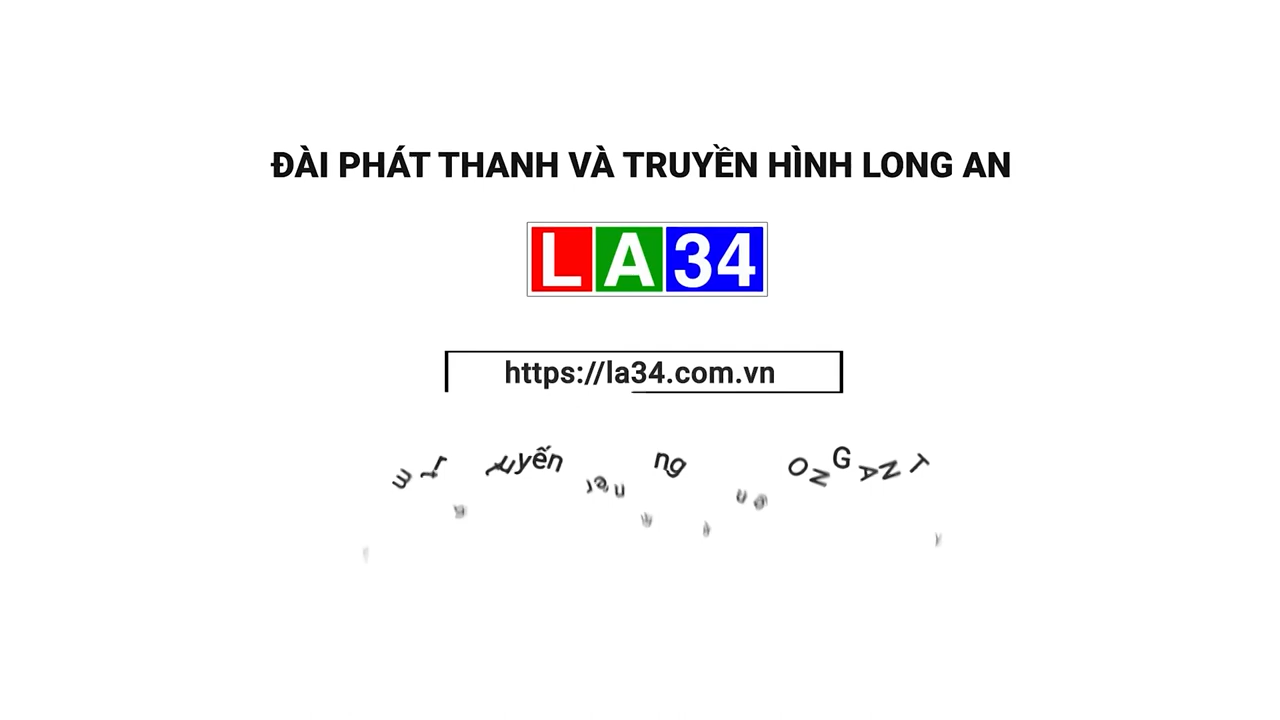 ĐÀI PHÁT THANH VÀ TRUYỀN HÌNH LONG AN
LA34
https://la34.com.vn